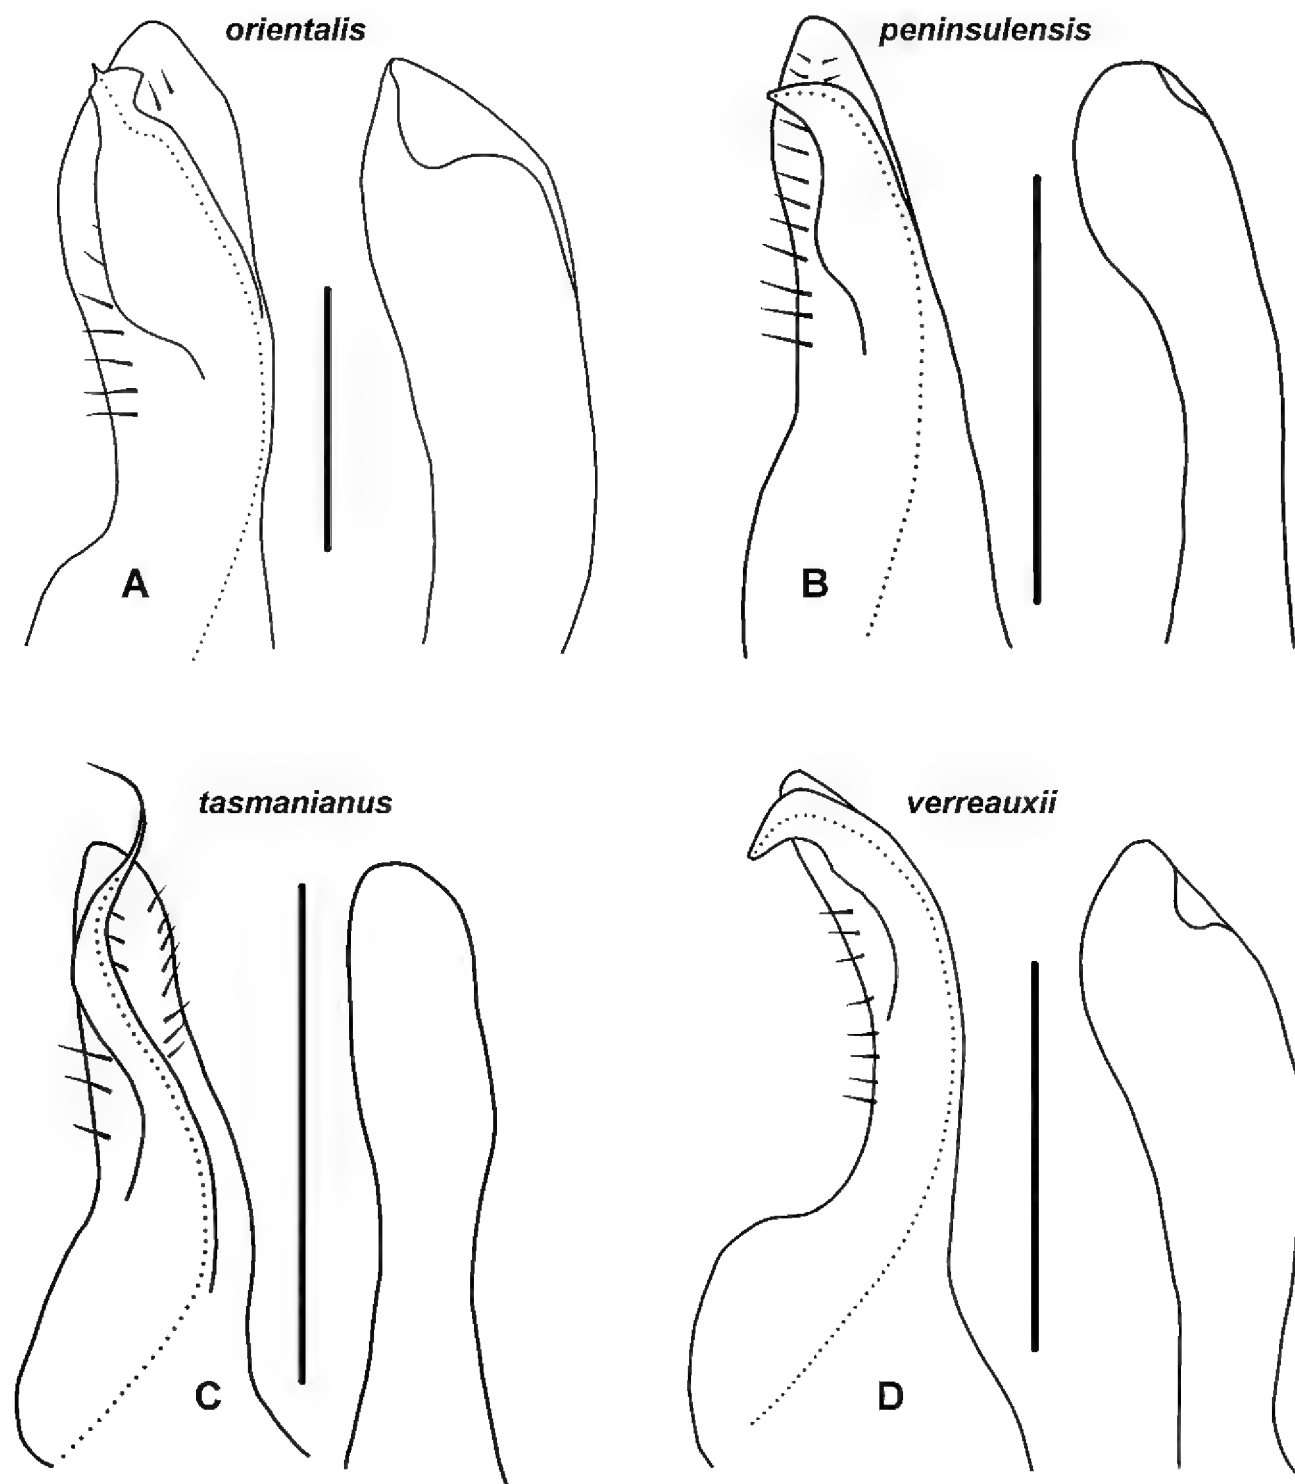 orientalis
peninsulensis
A
B
tasmanianus
verreauxii
C
D